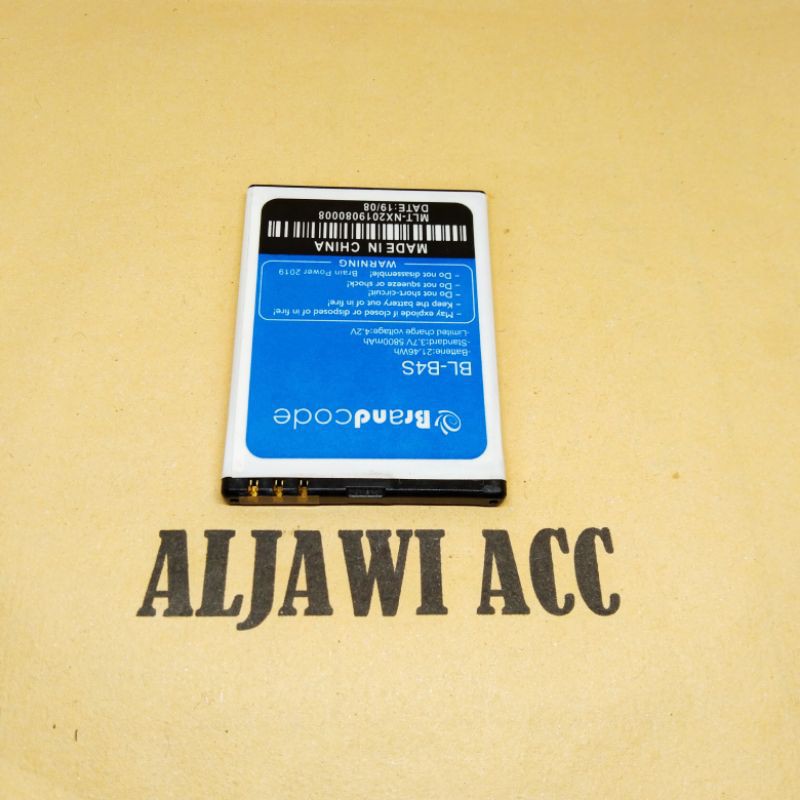 Brandcode
BL-B4S
-Batterie:21.46Wh
-Standard:3.7V 5800mAh
-Limited charge voltage:4.2V
– May explode if closed or disposed of in fire!
– Keep the battery out of in fire!
– Do not short-circuit!
– Do not squeeze or shock!
– Do not disassemble! Brain Power 2019
WARNING
MADE IN CHINA
MLT-NX2019080008
DATE:19/08
ALJAWI ACC